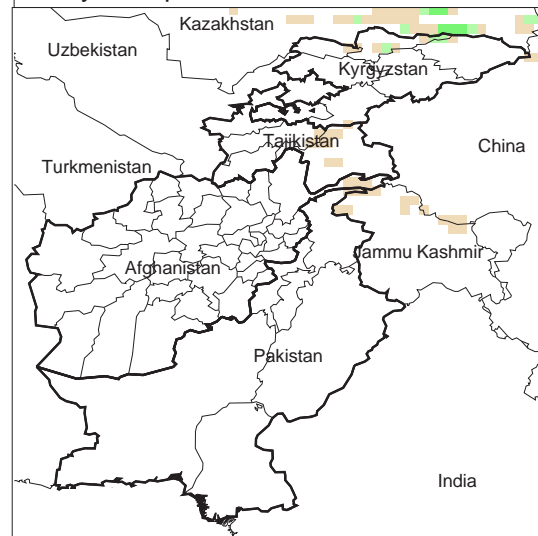 Kazakhstan
Uzbekistan
Kyrgyzstan
Tajikistan
China
Turkmenistan
Jammu Kashmir
Afghanistan
Pakistan
India